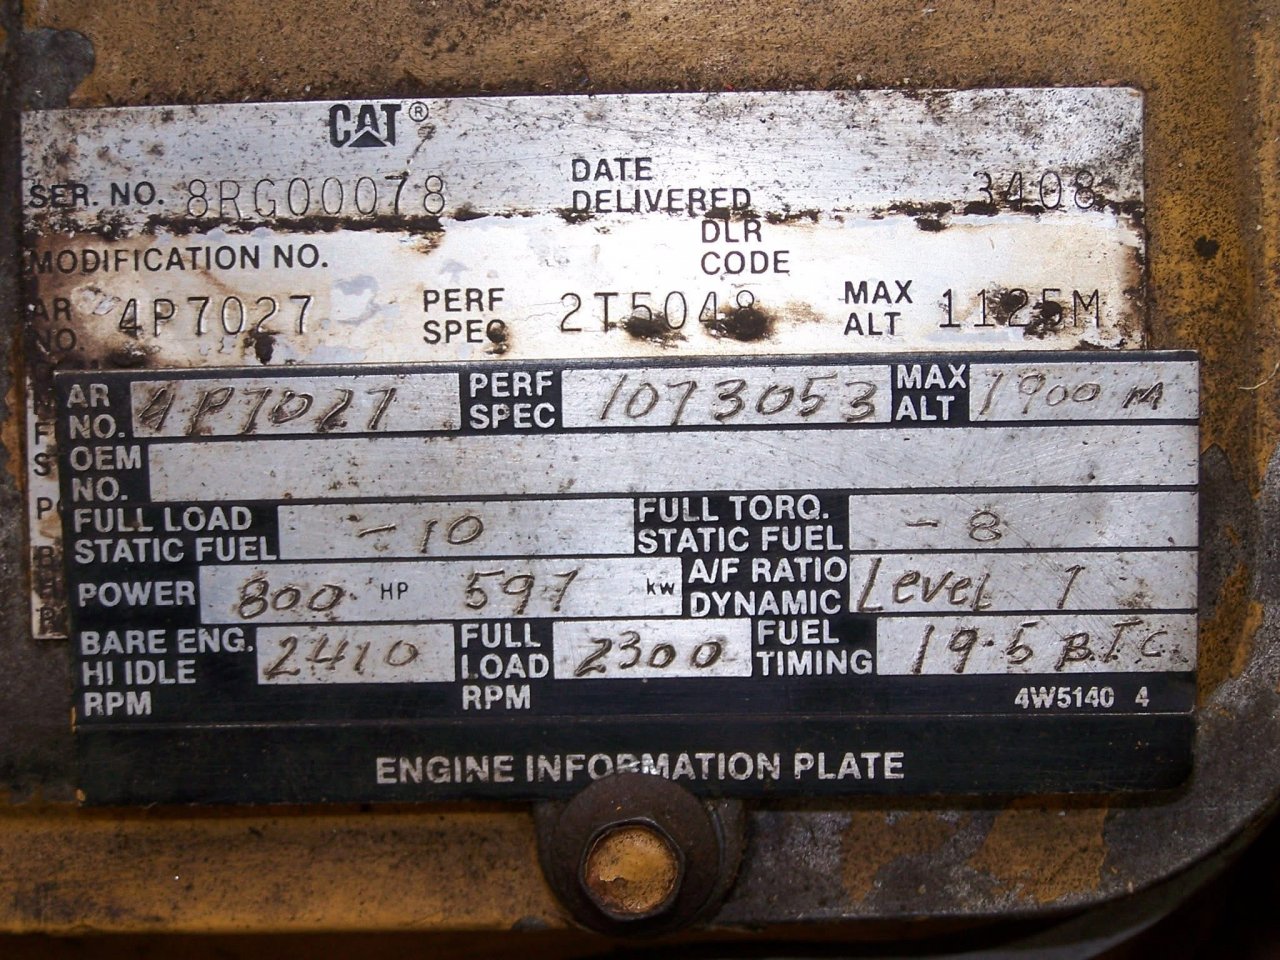 CAT®
SER. NO. 8RG00078 DATE DELIVERED 3408
MODIFICATION NO. DLR CODE
AR NO. 4P7027 PERF SPEC 2T5048 MAX ALT 1125M
AR NO. 4P7027 PERF SPEC 1073053 MAX ALT 1900 M
OEM NO.
FULL LOAD STATIC FUEL -10 FULL TORQ. STATIC FUEL -8
POWER 800 HP 597 kw A/F RATIO DYNAMIC Level 1
BARE ENG. HI IDLE RPM 2410 FULL LOAD RPM 2300 FUEL TIMING 19.5 B.T.C.
4W5140 4
ENGINE INFORMATION PLATE